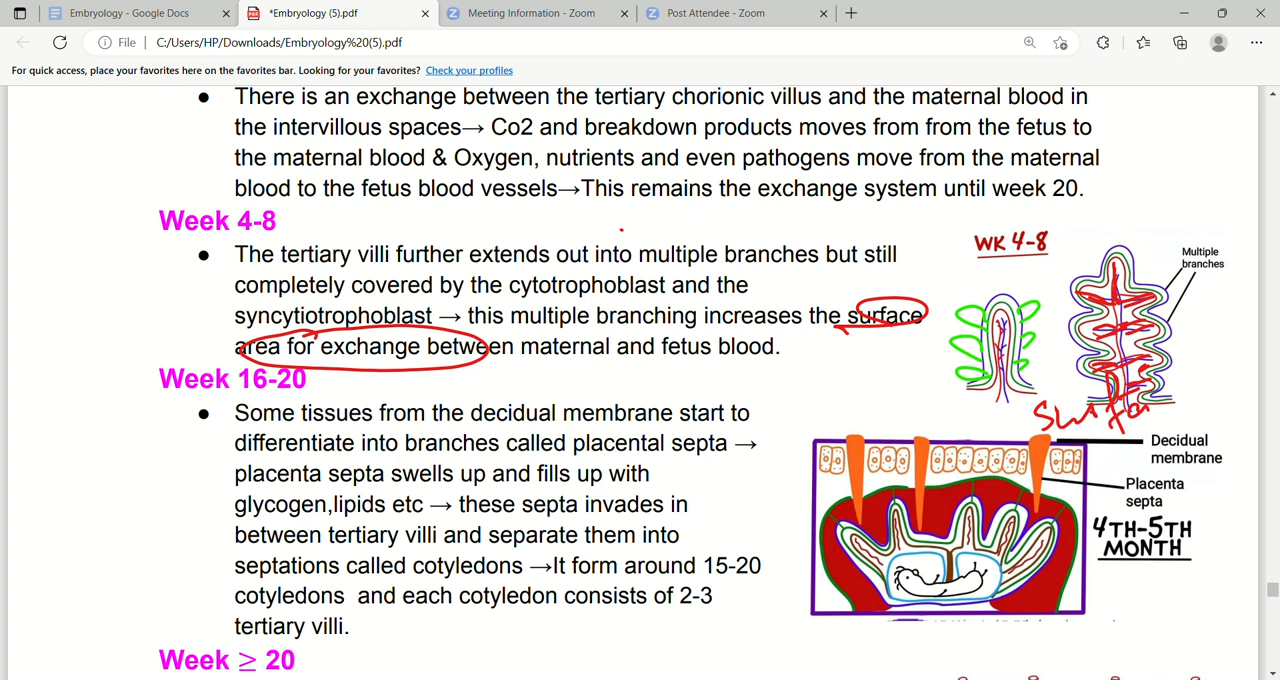 Embryology - Google Docs
*Embryology (5).pdf
Meeting Information - Zoom
Post Attendee - Zoom
File
C:/Users/HP/Downloads/Embryology%20(5).pdf
For quick access, place your favorites here on the favorites bar. Looking for your favorites? Check your profiles
● There is an exchange between the tertiary chorionic villus and the maternal blood in
the intervillous spaces→ Co2 and breakdown products moves from from the fetus to
the maternal blood & Oxygen, nutrients and even pathogens move from the maternal
blood to the fetus blood vessels→This remains the exchange system until week 20.
Week 4-8
● The tertiary villi further extends out into multiple branches but still
completely covered by the cytotrophoblast and the
syncytiotrophoblast → this multiple branching increases the surface
area for exchange between maternal and fetus blood.
WK 4-8
Multiple
branches
Week 16-20
● Some tissues from the decidual membrane start to
differentiate into branches called placental septa →
placenta septa swells up and fills up with
glycogen,lipids etc → these septa invades in
between tertiary villi and separate them into
septations called cotyledons →It form around 15-20
cotyledons and each cotyledon consists of 2-3
tertiary villi.
Decidual
membrane
Placenta
septa
4TH-5TH
MONTH
Week ≥ 20